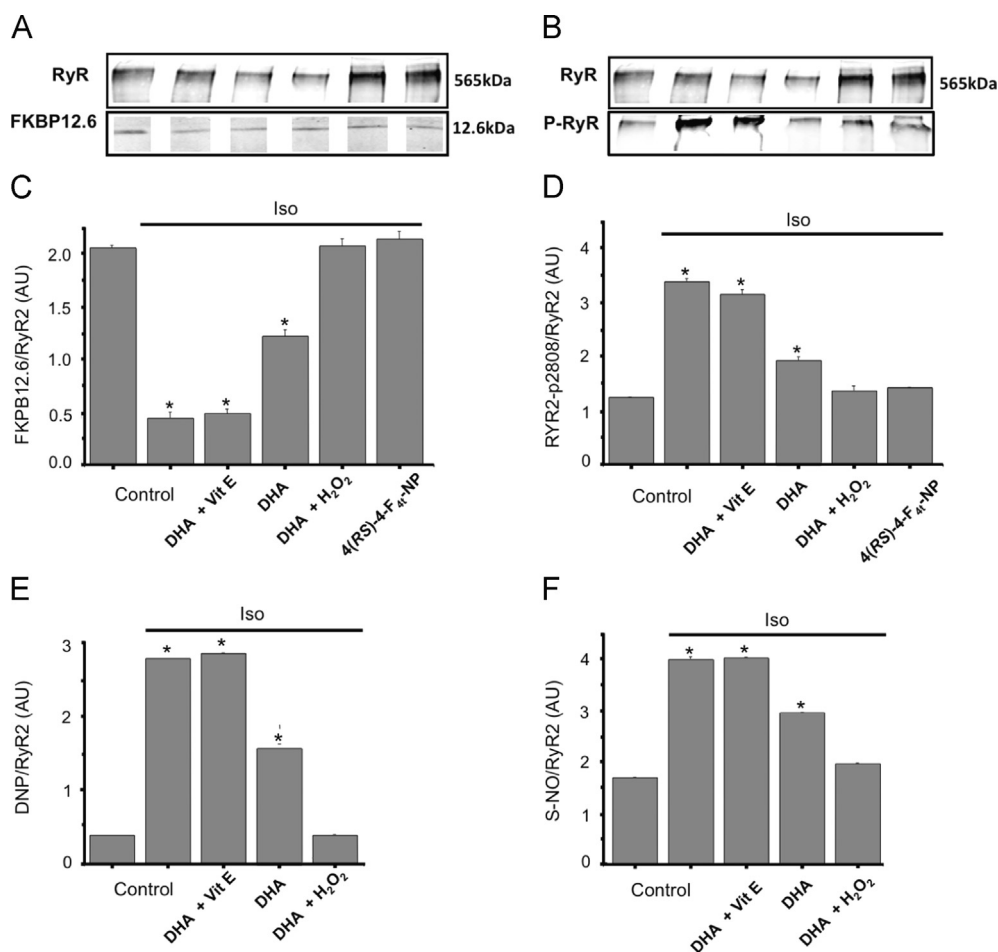 A
RyR
565kDa
FKBP12.6
12.6kDa
B
RyR
565kDa
P-RyR
C
Iso
FKPB12.6/RyR2 (AU)
2.0
1.0
0.5
0.0
*
*
*
Control
DHA + Vit E
DHA
DHA + H₂O₂
4(RS)-4-F₄ₜ-NP
D
Iso
RYR2-p2808/RyR2 (AU)
4
3
2
1
0
*
*
*
Control
DHA + Vit E
DHA
DHA + H₂O₂
4(RS)-4-F₄ₜ-NP
E
Iso
DNP/RyR2 (AU)
3
2
1
0
*
*
*
Control
DHA + Vit E
DHA
DHA + H₂O₂
F
Iso
S-NO/RyR2 (AU)
4
3
2
1
0
*
*
*
Control
DHA + Vit E
DHA
DHA + H₂O₂